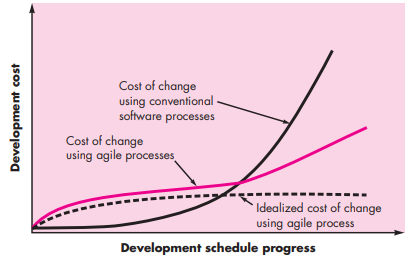 Development cost
Cost of change
using conventional
software processes
Cost of change
using agile processes
Idealized cost of change
using agile process
Development schedule progress